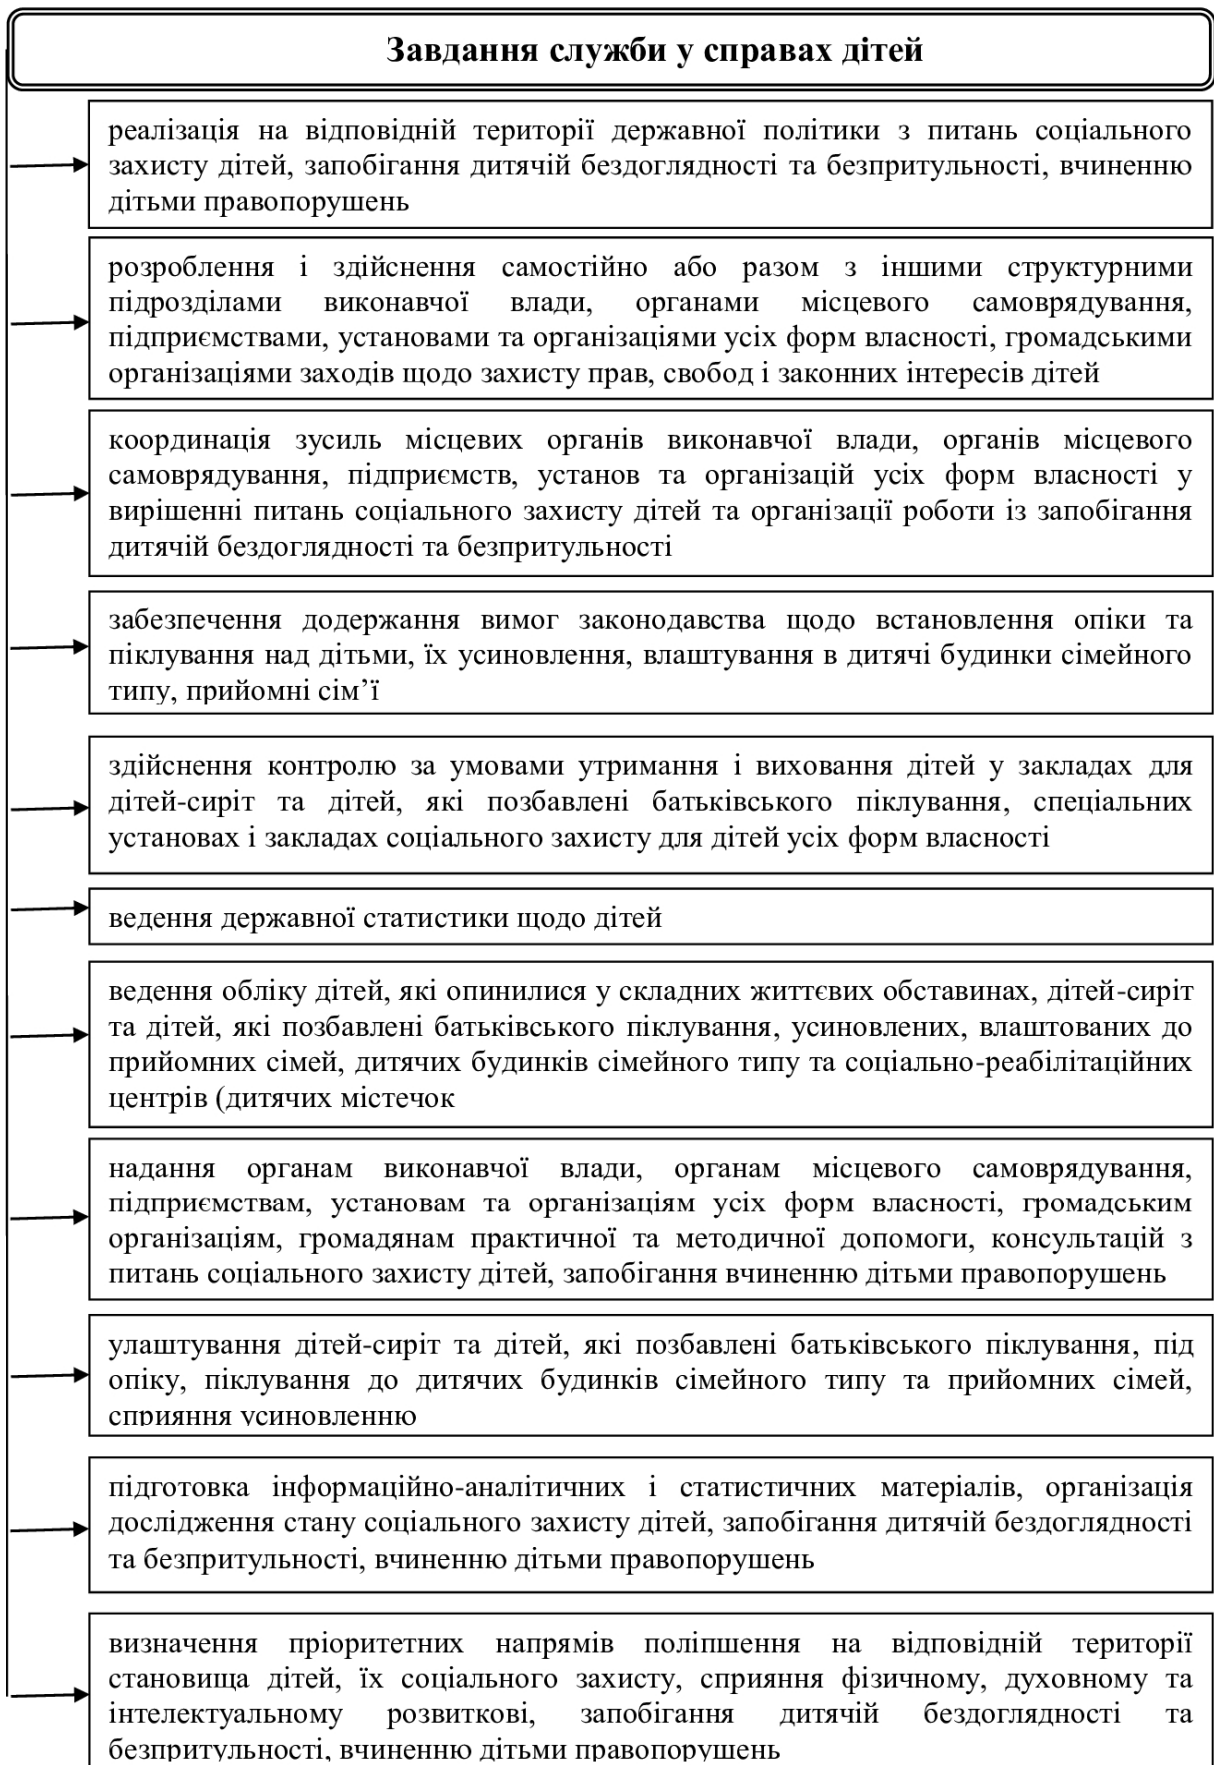 Завдання служби у справах дітей
реалізація на відповідній території державної політики з питань соціального
захисту дітей, запобігання дитячій бездоглядності та безпритульності, вчиненню
дітьми правопорушень
розроблення і здійснення самостійно або разом з іншими структурними
підрозділами виконавчої влади, органами місцевого самоврядування,
підприємствами, установами та організаціями усіх форм власності, громадськими
організаціями заходів щодо захисту прав, свобод і законних інтересів дітей
координація зусиль місцевих органів виконавчої влади, органів місцевого
самоврядування, підприємств, установ та організацій усіх форм власності у
вирішенні питань соціального захисту дітей та організації роботи із запобігання
дитячій бездоглядності та безпритульності
забезпечення додержання вимог законодавства щодо встановлення опіки та
піклування над дітьми, їх усиновлення, влаштування в дитячі будинки сімейного
типу, прийомні сім’ї
здійснення контролю за умовами утримання і виховання дітей у закладах для
дітей-сиріт та дітей, які позбавлені батьківського піклування, спеціальних
установах і закладах соціального захисту для дітей усіх форм власності
ведення державної статистики щодо дітей
ведення обліку дітей, які опинилися у складних життєвих обставинах, дітей-сиріт
та дітей, які позбавлені батьківського піклування, усиновлених, влаштованих до
прийомних сімей, дитячих будинків сімейного типу та соціально-реабілітаційних
центрів (дитячих містечок
надання органам виконавчої влади, органам місцевого самоврядування,
підприємствам, установам та організаціям усіх форм власності, громадським
організаціям, громадянам практичної та методичної допомоги, консультацій з
питань соціального захисту дітей, запобігання вчиненню дітьми правопорушень
улаштування дітей-сиріт та дітей, які позбавлені батьківського піклування, під
опіку, піклування до дитячих будинків сімейного типу та прийомних сімей,
сприяння усиновленню
підготовка інформаційно-аналітичних і статистичних матеріалів, організація
дослідження стану соціального захисту дітей, запобігання дитячій бездоглядності
та безпритульності, вчиненню дітьми правопорушень
визначення пріоритетних напрямів поліпшення на відповідній території
становища дітей, їх соціального захисту, сприяння фізичному, духовному та
інтелектуальному розвиткові, запобігання дитячій бездоглядності та
безпритульності, вчиненню дітьми правопорушень